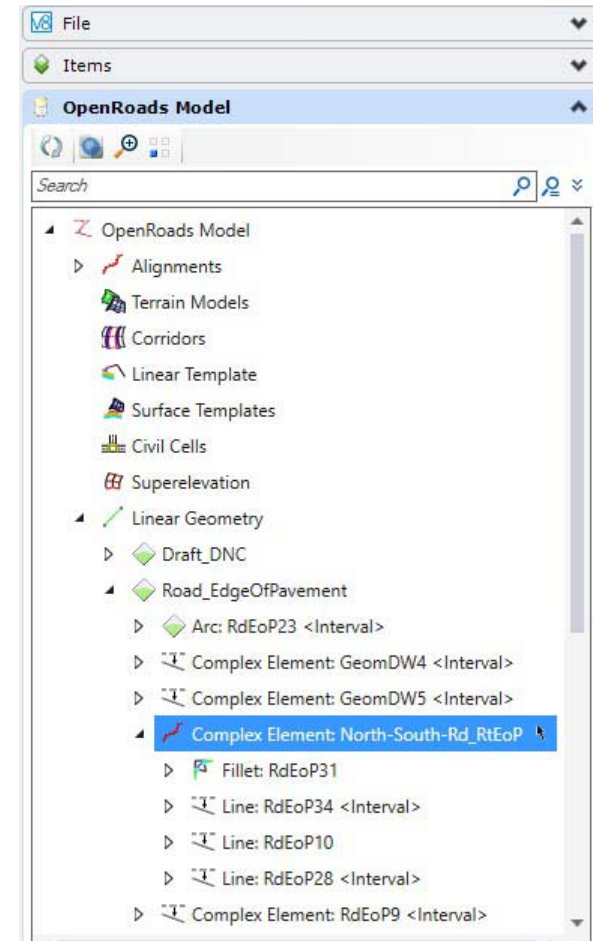 File
Items
OpenRoads Model
Search
OpenRoads Model
Alignments
Terrain Models
Corridors
Linear Template
Surface Templates
Civil Cells
Superelevation
Linear Geometry
Draft_DNC
Road_EdgeOfPavement
Arc: RdEoP23 <Interval>
Complex Element: GeomDW4 <Interval>
Complex Element: GeomDW5 <Interval>
Complex Element: North-South-Rd_RtEoP
Fillet: RdEoP31
Line: RdEoP34 <Interval>
Line: RdEoP10
Line: RdEoP28 <Interval>
Complex Element: RdEoP9 <Interval>